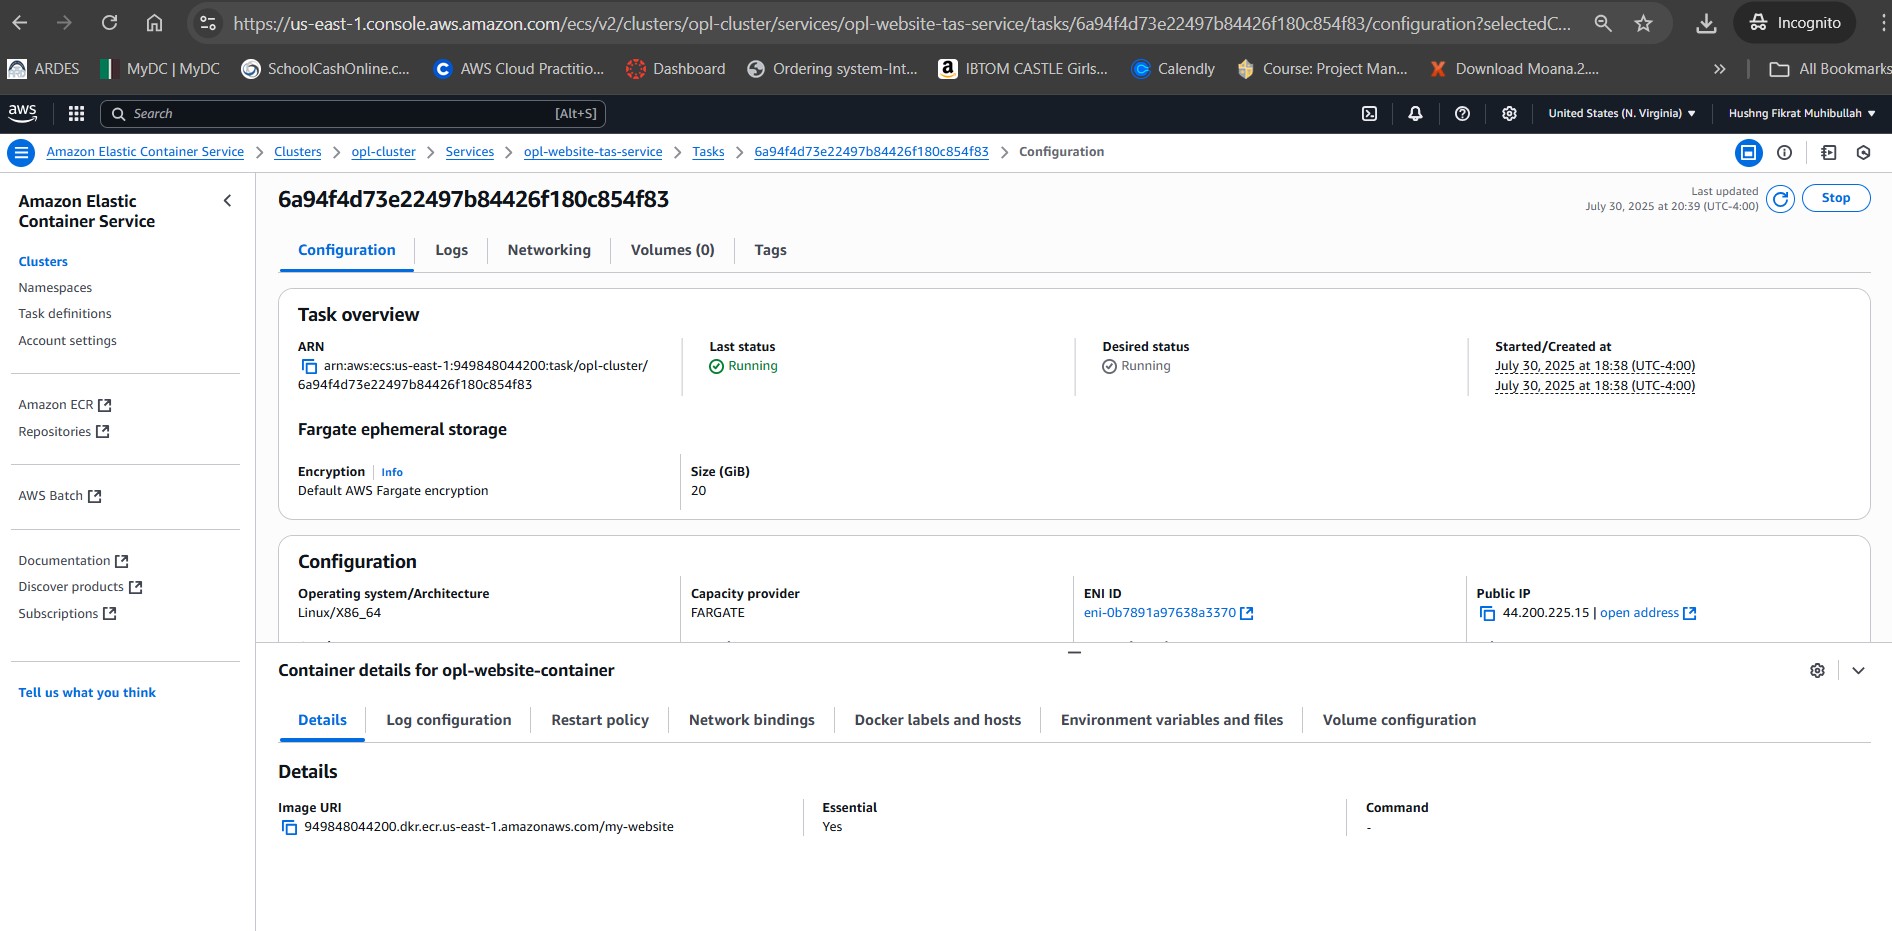 https://us-east-1.console.aws.amazon.com/ecs/v2/clusters/opl-cluster/services/opl-website-tas-service/tasks/6a94f4d73e22497b84426f180c854f83/configuration?selectedC...
Incognito
ARDES
MyDC | MyDC
SchoolCashOnline.c...
AWS Cloud Practitio...
Dashboard
Ordering system-Int...
IBTOM CASTLE Girls...
Calendly
Course: Project Man...
Download Moana.2....
»
All Bookmarks
aws
Search
[Alt+S]
United States (N. Virginia)
Hushng Fikrat Muhibullah
Amazon Elastic Container Service > Clusters > opl-cluster > Services > opl-website-tas-service > Tasks > 6a94f4d73e22497b84426f180c854f83 > Configuration
Amazon Elastic
Container Service
Clusters
Namespaces
Task definitions
Account settings
Amazon ECR
Repositories
AWS Batch
Documentation
Discover products
Subscriptions
Tell us what you think
6a94f4d73e22497b84426f180c854f83
Last updated
July 30, 2025 at 20:39 (UTC-4:00)
Stop
Configuration
Logs
Networking
Volumes (0)
Tags
Task overview
ARN
arn:aws:ecs:us-east-1:949848044200:task/opl-cluster/
6a94f4d73e22497b84426f180c854f83
Last status
Running
Desired status
Running
Started/Created at
July 30, 2025 at 18:38 (UTC-4:00)
July 30, 2025 at 18:38 (UTC-4:00)
Fargate ephemeral storage
Encryption
Info
Default AWS Fargate encryption
Size (GiB)
20
Configuration
Operating system/Architecture
Linux/X86_64
Capacity provider
FARGATE
ENI ID
eni-0b7891a97638a3370
Public IP
44.200.225.15 | open address
Container details for opl-website-container
Details
Log configuration
Restart policy
Network bindings
Docker labels and hosts
Environment variables and files
Volume configuration
Details
Image URI
949848044200.dkr.ecr.us-east-1.amazonaws.com/my-website
Essential
Yes
Command
-